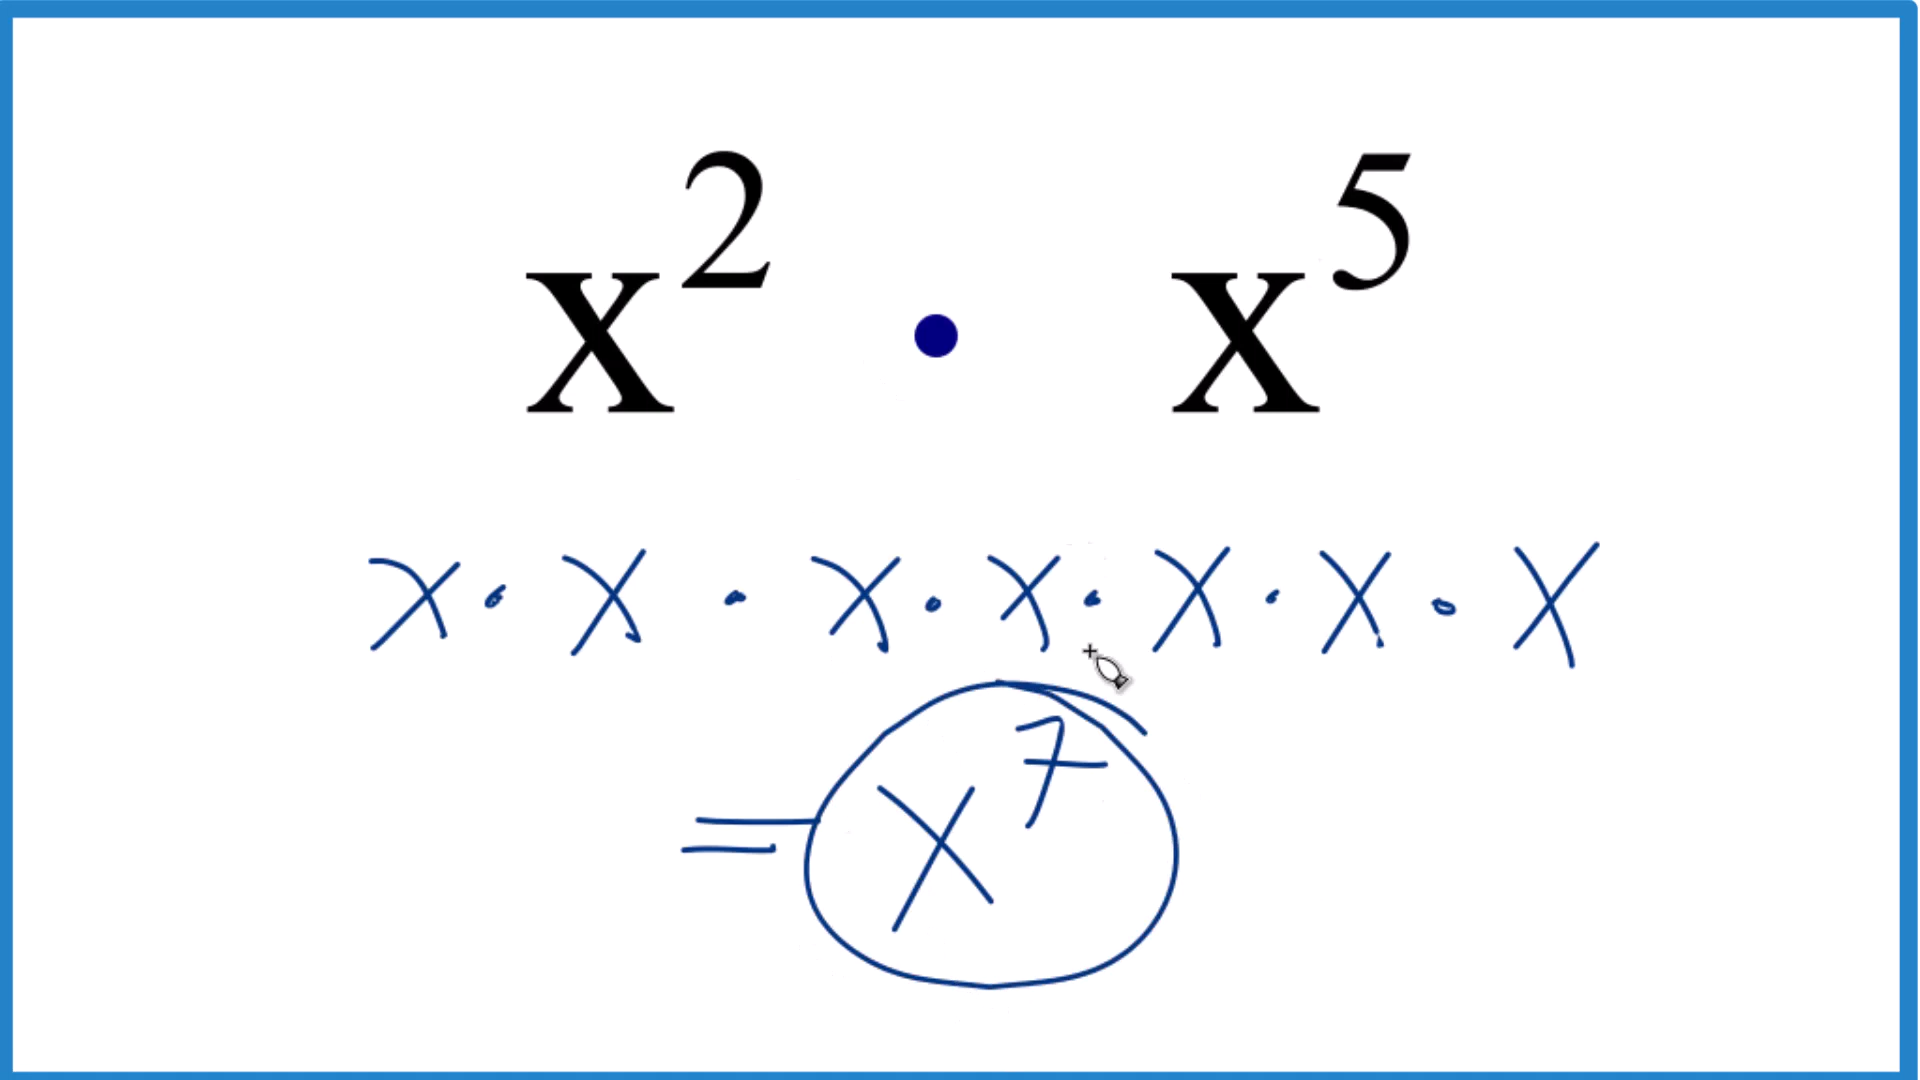 x² • x⁵
x • x • x • x • x • x • x
= x⁷